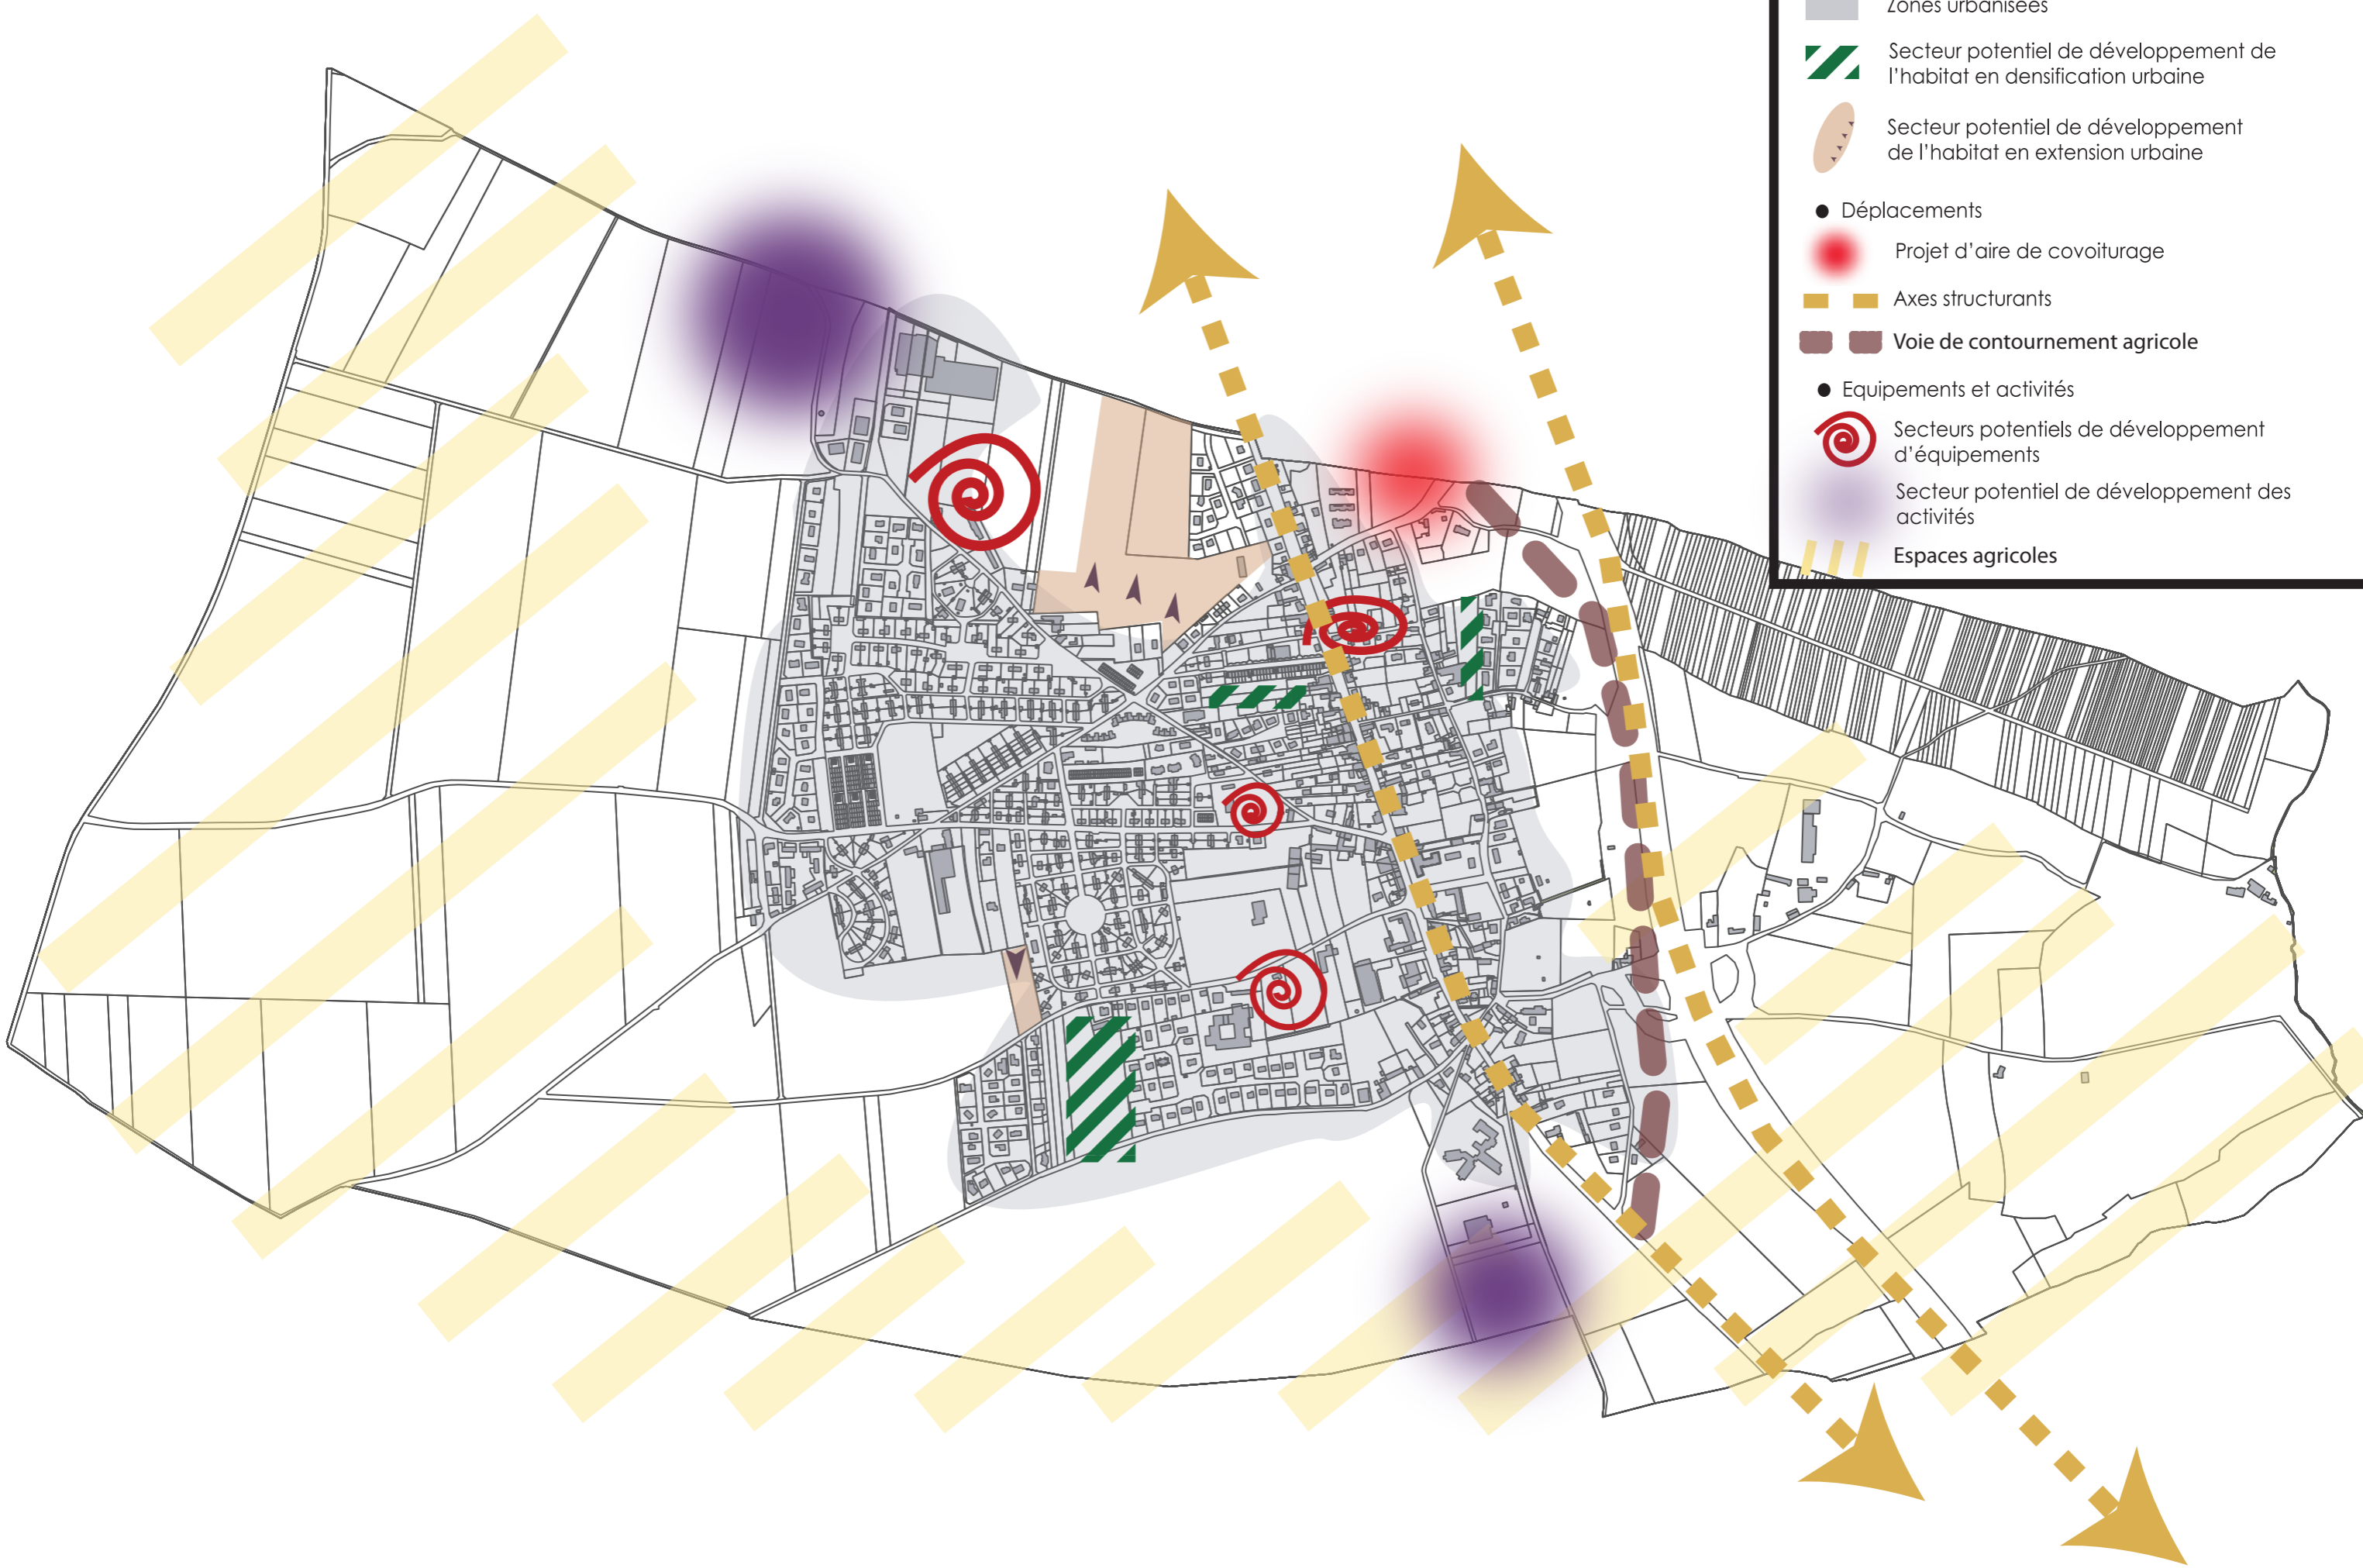 Zones urbanisées
Secteur potentiel de développement de
l'habitat en densification urbaine
Secteur potentiel de développement
de l'habitat en extension urbaine
● Déplacements
Projet d'aire de covoiturage
Axes structurants
Voie de contournement agricole
● Equipements et activités
Secteurs potentiels de développement
d'équipements
Secteur potentiel de développement des
activités
Espaces agricoles